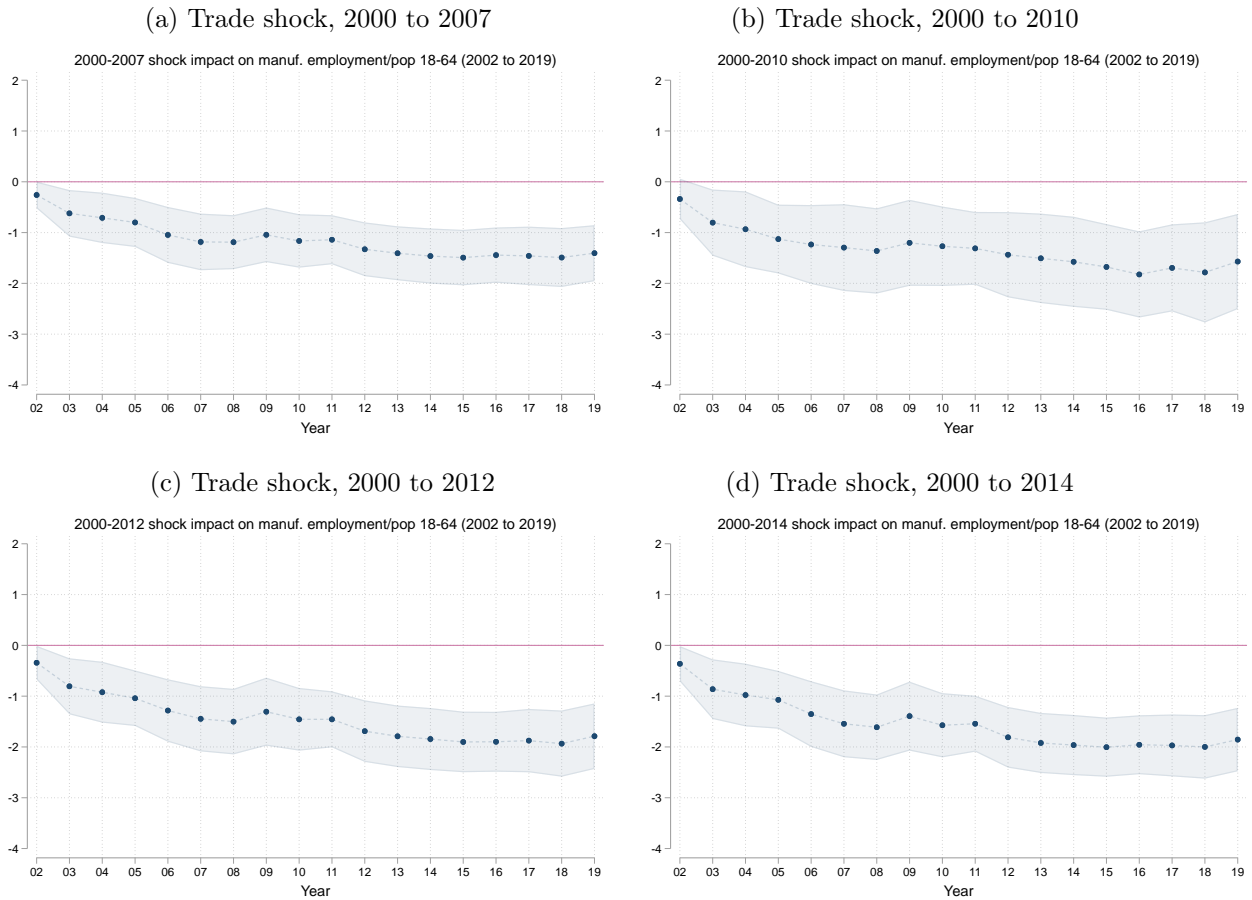 (a) Trade shock, 2000 to 2007
2000-2007 shock impact on manuf. employment/pop 18-64 (2002 to 2019)
2
1
0
-1
-2
-3
-4
02 03 04 05 06 07 08 09 10 11 12 13 14 15 16 17 18 19
Year
(b) Trade shock, 2000 to 2010
2000-2010 shock impact on manuf. employment/pop 18-64 (2002 to 2019)
2
1
0
-1
-2
-3
-4
02 03 04 05 06 07 08 09 10 11 12 13 14 15 16 17 18 19
Year
(c) Trade shock, 2000 to 2012
2000-2012 shock impact on manuf. employment/pop 18-64 (2002 to 2019)
2
1
0
-1
-2
-3
-4
02 03 04 05 06 07 08 09 10 11 12 13 14 15 16 17 18 19
Year
(d) Trade shock, 2000 to 2014
2000-2014 shock impact on manuf. employment/pop 18-64 (2002 to 2019)
2
1
0
-1
-2
-3
-4
02 03 04 05 06 07 08 09 10 11 12 13 14 15 16 17 18 19
Year